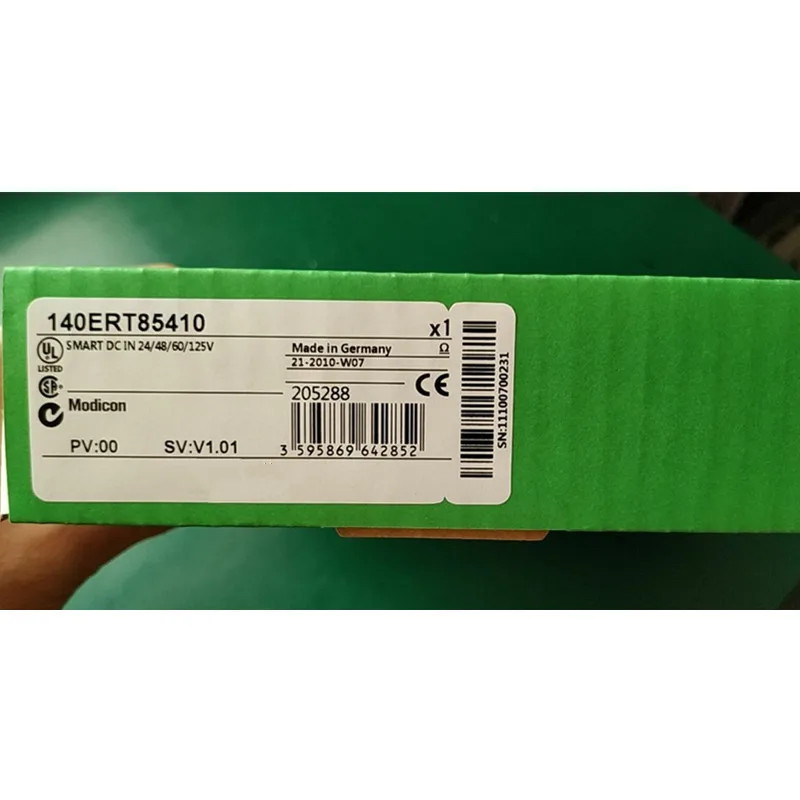 140ERT85410
x1
SMART DC IN 24/48/60/125V
Made in Germany
Ω
21-2010-W07
UL
LISTED
205288
CE
Modicon
PV:00
SV:V1.01
3 595869 642852
SN:11100700231